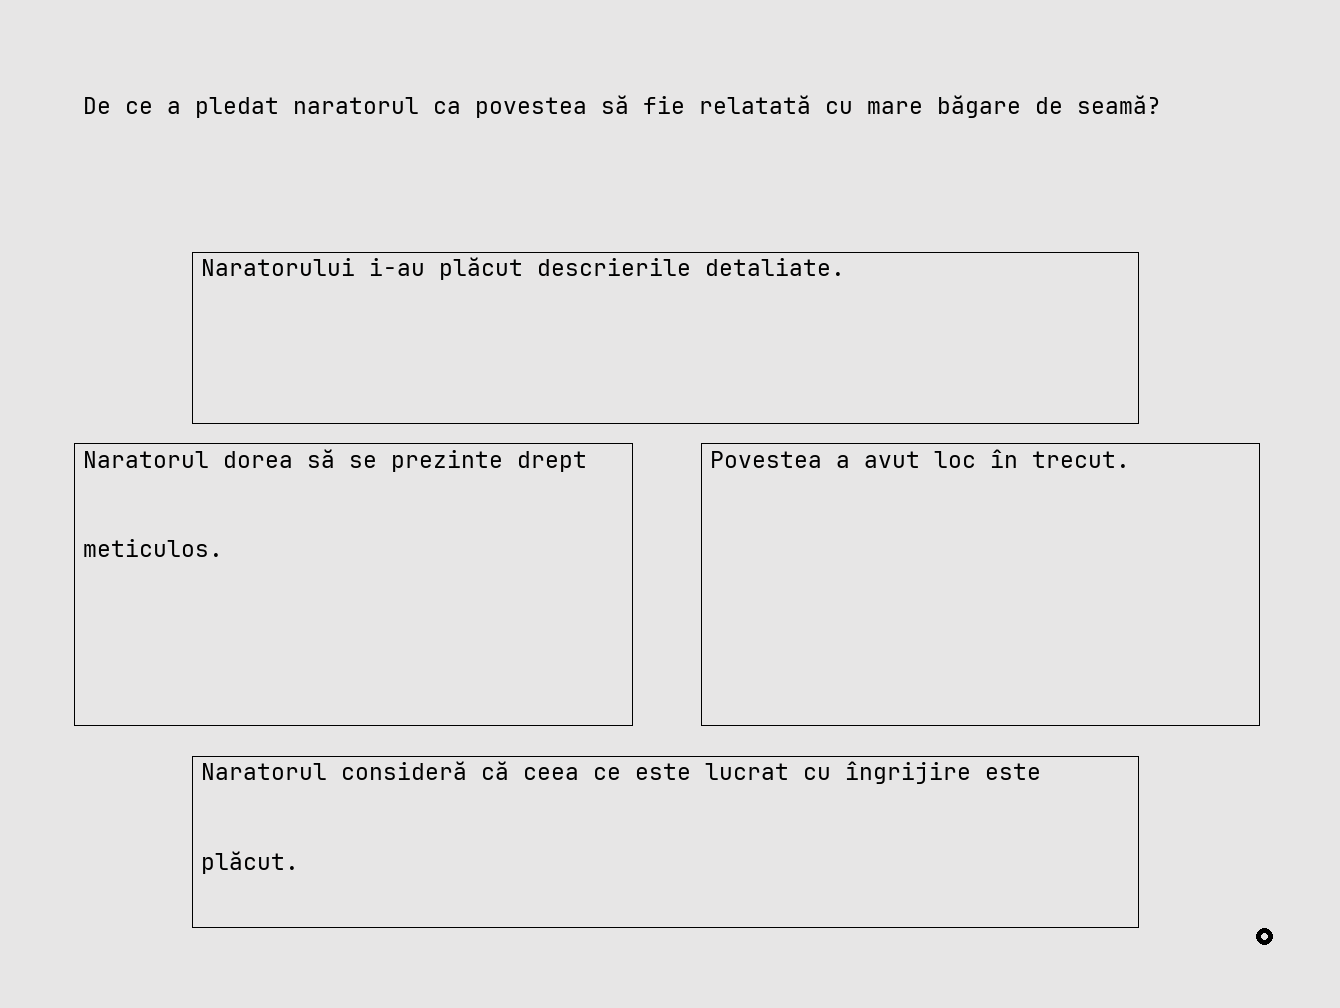 De ce a pledat naratorul ca povestea să fie relatată cu mare băgare de seamă?
Naratorului i-au plăcut descrierile detaliate.
Naratorul dorea să se prezinte drept
meticulos.
Povestea a avut loc în trecut.
Naratorul consideră că ceea ce este lucrat cu îngrijire este
plăcut.